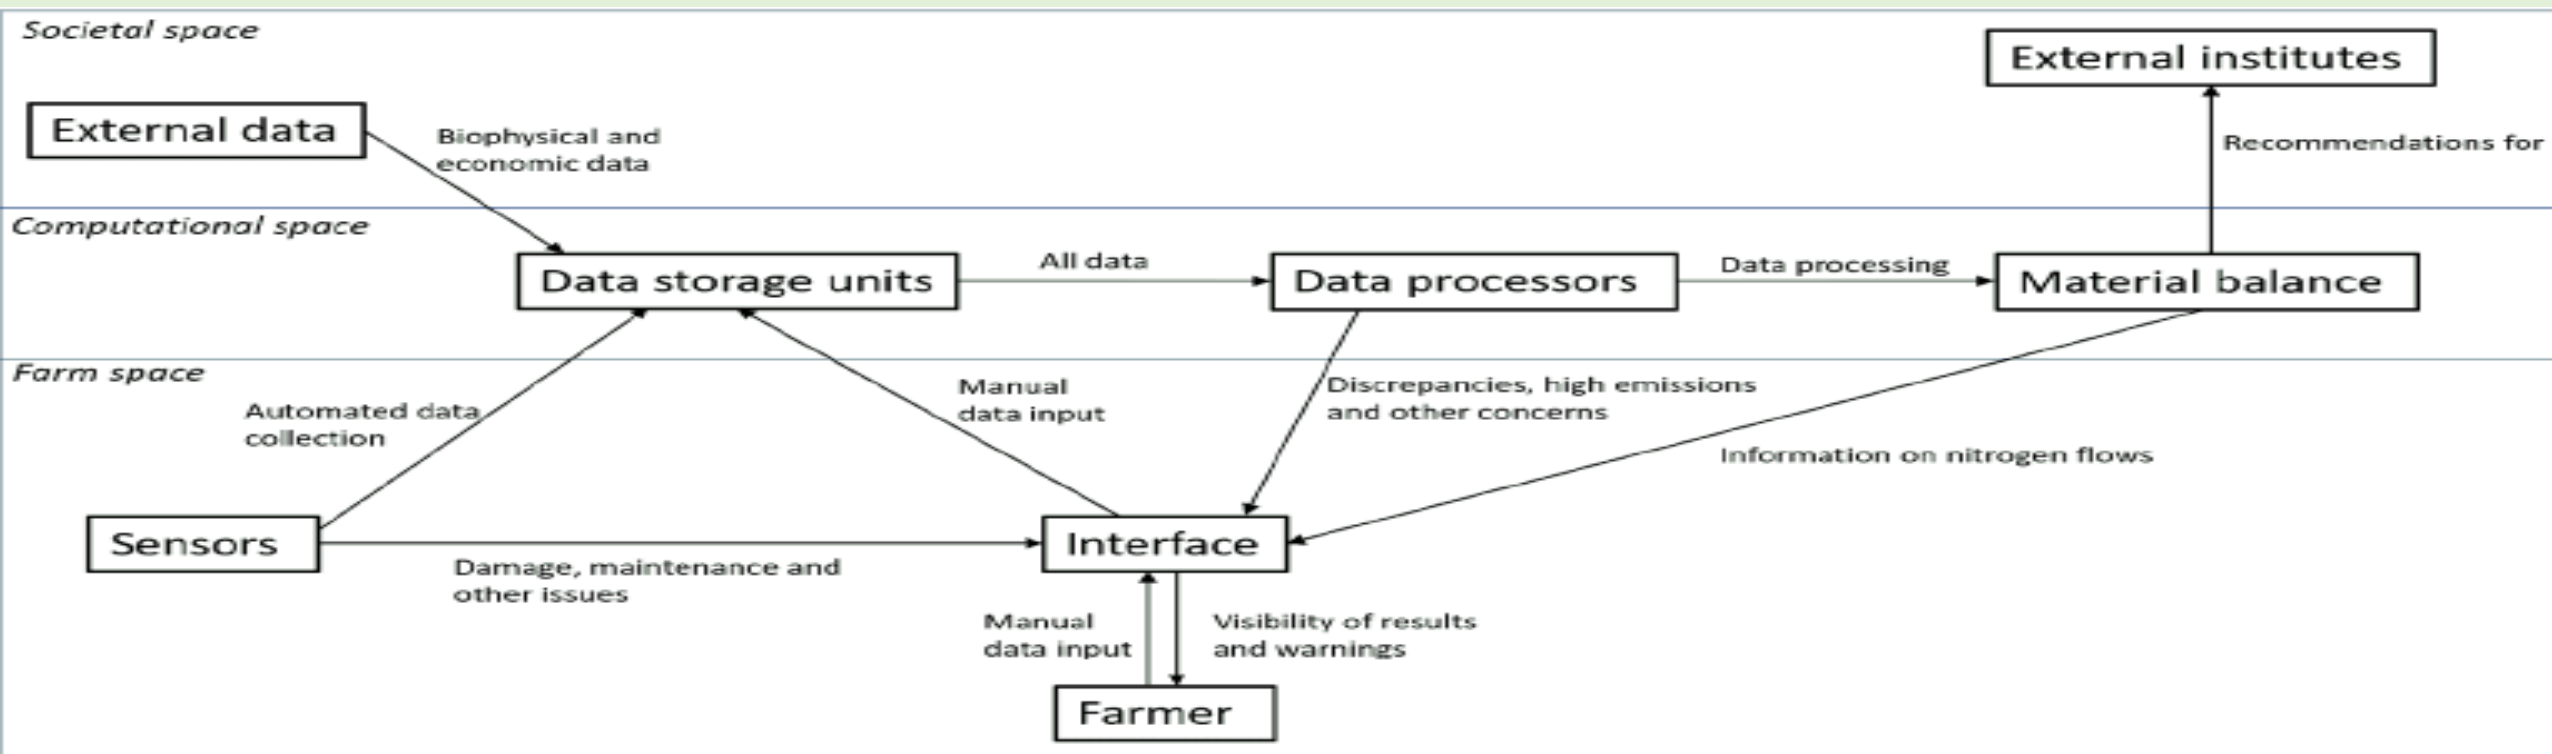 Societal space
External institutes
External data
Biophysical and
economic data
Recommendations for
Computational space
Data storage units
All data
Data processors
Data processing
Material balance
Farm space
Automated data
collection
Manual
data input
Discrepancies, high emissions
and other concerns
Information on nitrogen flows
Sensors
Interface
Damage, maintenance and
other issues
Manual
data input
Visibility of results
and warnings
Farmer